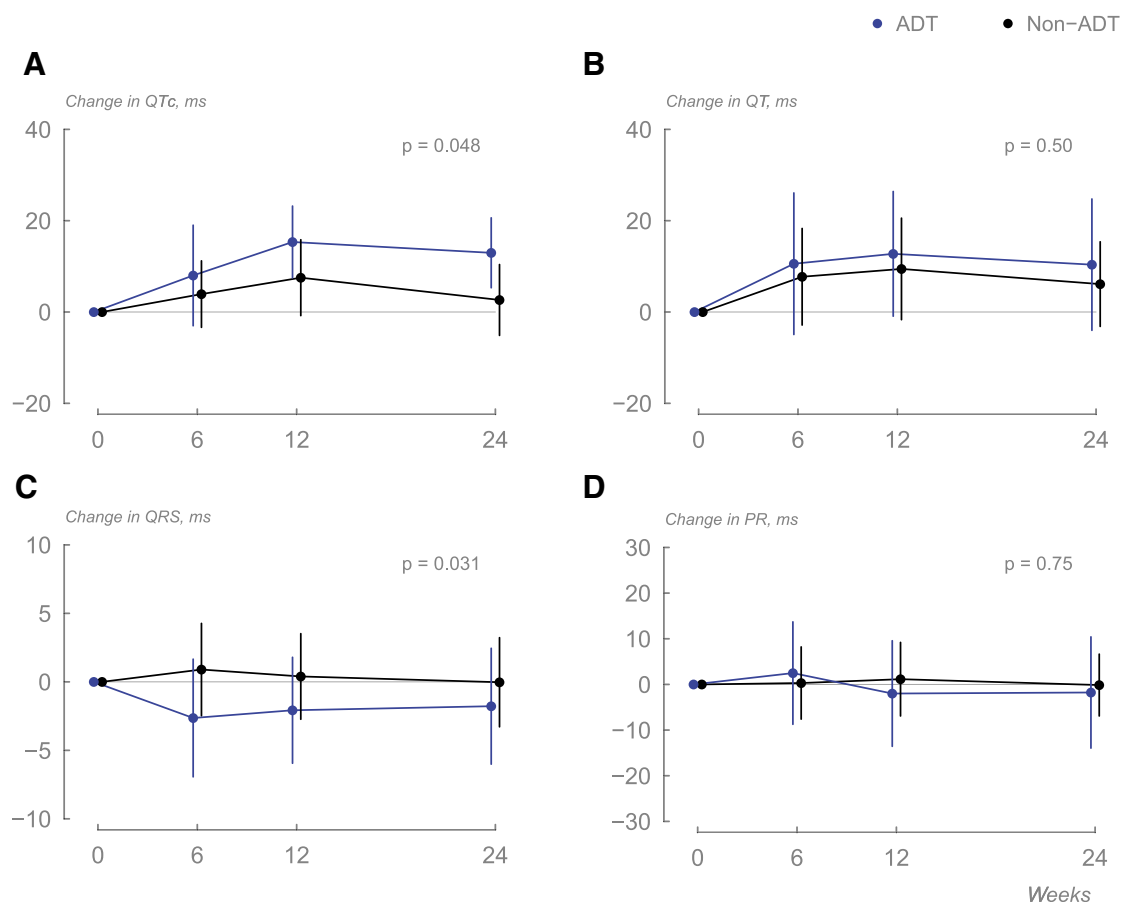 ADT Non−ADT
A
Change in QTc, ms
p = 0.048
40
20
0
−20
0 6 12 24
B
Change in QT, ms
p = 0.50
40
20
0
−20
0 6 12 24
C
Change in QRS, ms
p = 0.031
10
5
0
−5
−10
0 6 12 24
D
Change in PR, ms
p = 0.75
30
20
10
0
−10
−20
−30
0 6 12 24
Weeks